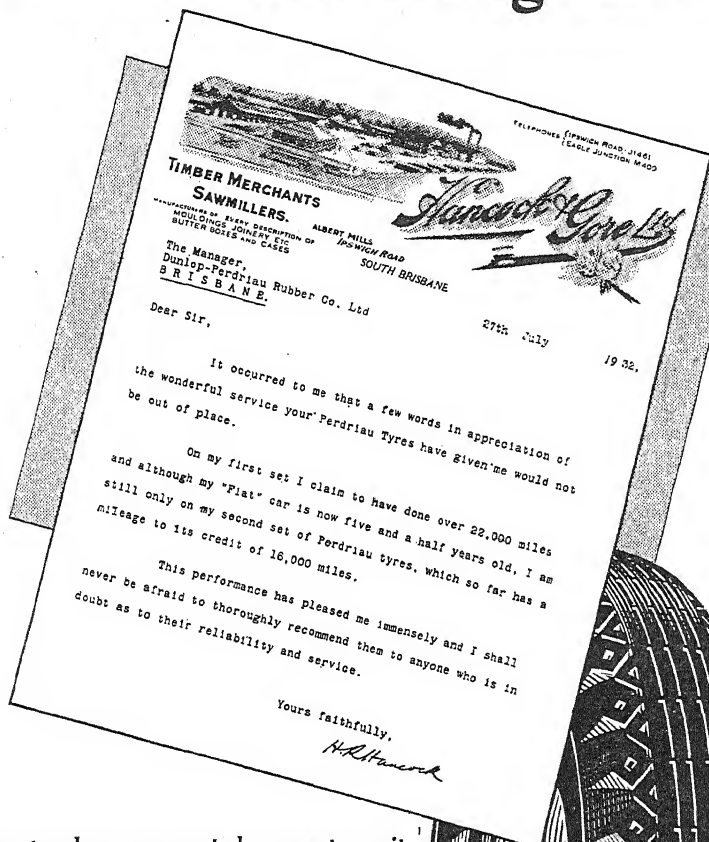 TELEPHONES { IPSWICH ROAD: J1461
{ EAGLE JUNCTION M400
TIMBER MERCHANTS
SAWMILLERS.
MANUFACTURERS OF EVERY DESCRIPTION OF
MOULDINGS JOINERY ETC
BUTTER BOXES AND CASES
ALBERT MILLS
IPSWICH ROAD
SOUTH BRISBANE
Hancock & Gore Ltd
The Manager,
Dunlop-Perdriau Rubber Co. Ltd
BRISBANE.
27th July 1932.
Dear Sir,
It occurred to me that a few words in appreciation of
the wonderful service your Perdriau Tyres have given me would not
be out of place.
On my first set I claim to have done over 22,000 miles
and although my "Fiat" car is now five and a half years old, I am
still only on my second set of Perdriau tyres, which so far has a
mileage to its credit of 16,000 miles.
This performance has pleased me immensely and I shall
never be afraid to thoroughly recommend them to anyone who is in
doubt as to their reliability and service.
Yours faithfully,
H.R. Hancock